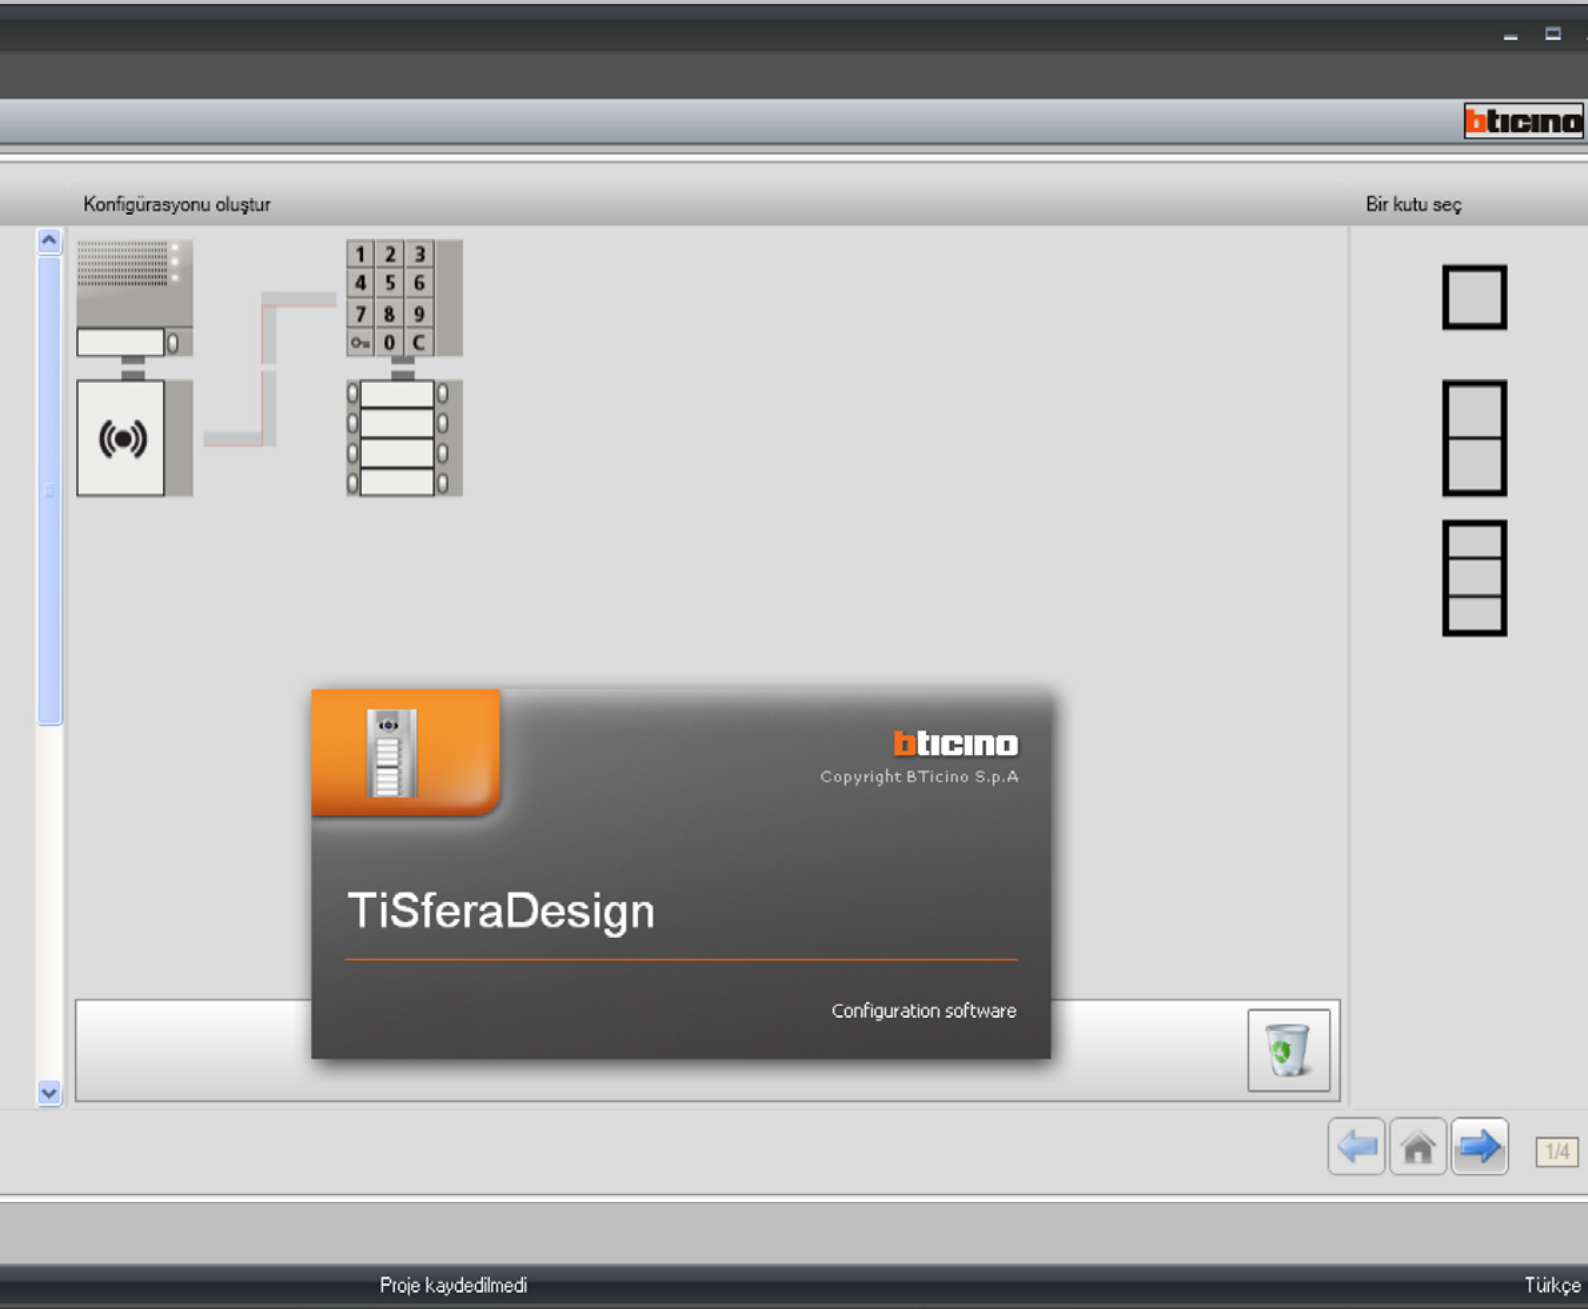 bticino
Konfigürasyonu oluştur
Bir kutu seç
1 2 3
4 5 6
7 8 9
0 C
bticino
Copyright BTicino S.p.A
TiSferaDesign
Configuration software
1/4
Proje kaydedilmedi
Türkçe